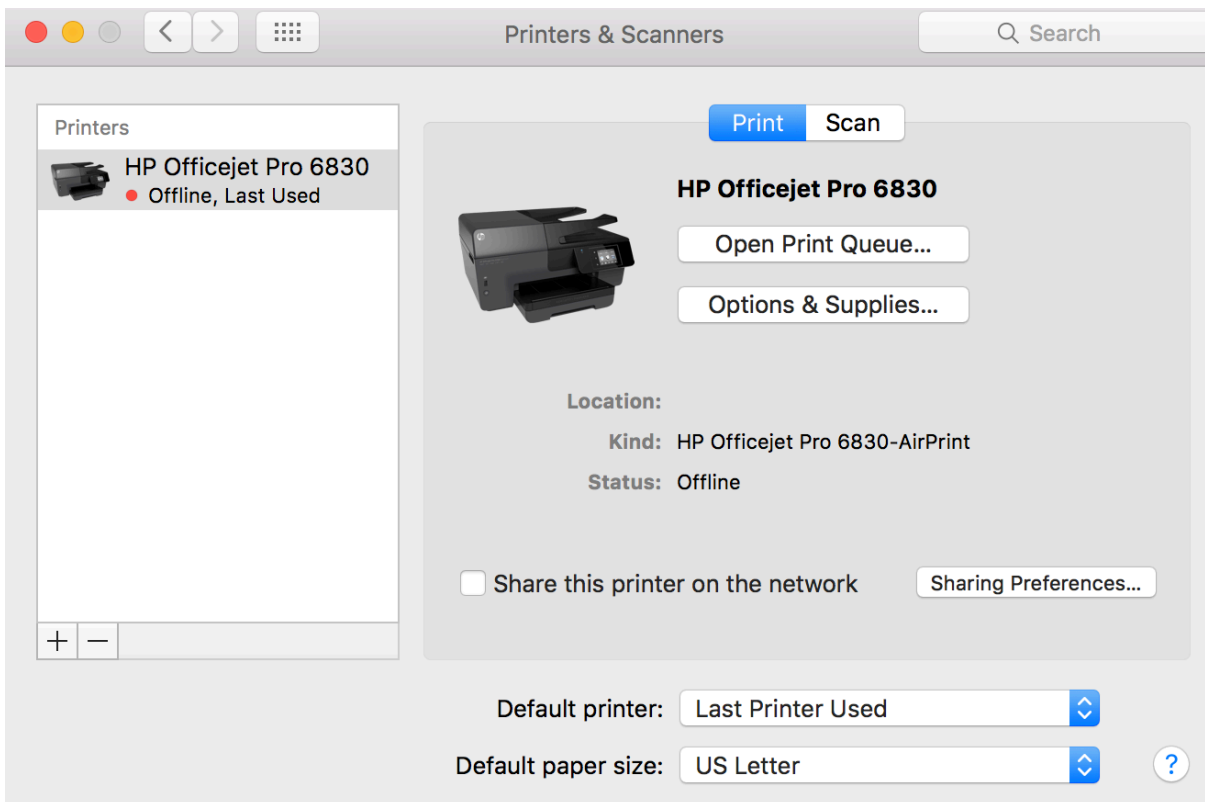 Printers & Scanners
Search
Printers
HP Officejet Pro 6830
Offline, Last Used
Print Scan
HP Officejet Pro 6830
Open Print Queue...
Options & Supplies...
Location:
Kind: HP Officejet Pro 6830-AirPrint
Status: Offline
Share this printer on the network
Sharing Preferences...
+ −
Default printer: Last Printer Used
Default paper size: US Letter
?